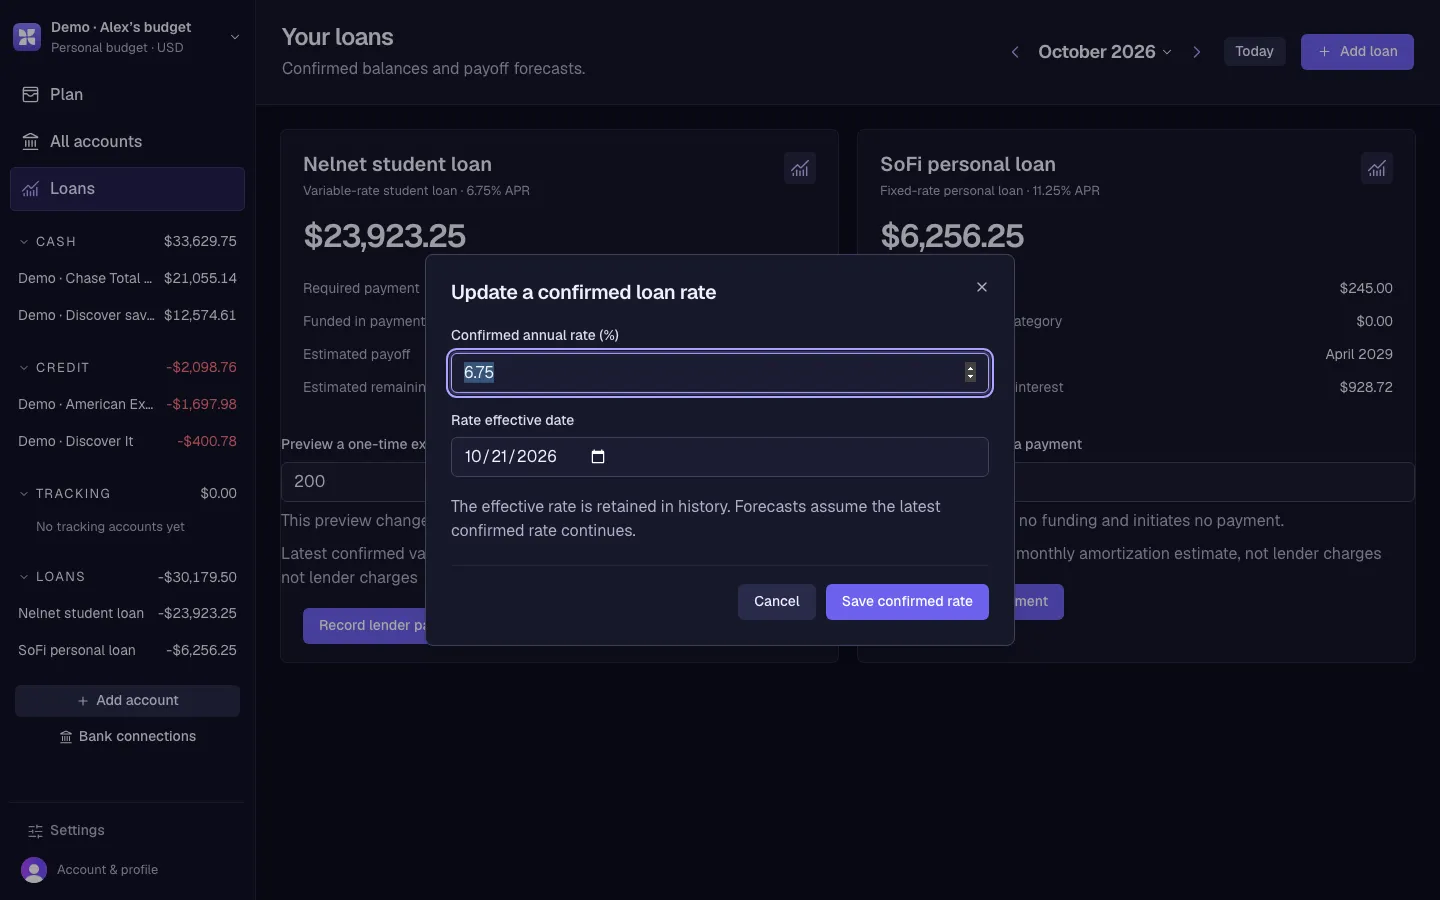 Demo · Alex's budget
Personal budget · USD
Plan
All accounts
Loans
CASH $33,629.75
Demo · Chase Total ... $21,055.14
Demo · Discover sav... $12,574.61
CREDIT -$2,098.76
Demo · American Ex... -$1,697.98
Demo · Discover It -$400.78
TRACKING $0.00
No tracking accounts yet
LOANS -$30,179.50
Nelnet student loan -$23,923.25
SoFi personal loan -$6,256.25
+ Add account
Bank connections
Settings
Account & profile
Your loans
Confirmed balances and payoff forecasts.
October 2026
Today
+ Add loan
Nelnet student loan
Variable-rate student loan · 6.75% APR
$23,923.25
Required payment
Funded in payment
Estimated payoff
Estimated remainin
SoFi personal loan
Fixed-rate personal loan · 11.25% APR
$6,256.25
$245.00
ategory $0.00
April 2029
interest $928.72
Preview a one-time ex
a payment
200
This preview change
no funding and initiates no payment.
Latest confirmed va
monthly amortization estimate, not lender charges
not lender charges
Record lender pa
ment
Update a confirmed loan rate
Confirmed annual rate (%)
6.75
Rate effective date
10/21/2026
The effective rate is retained in history. Forecasts assume the latest
confirmed rate continues.
Cancel
Save confirmed rate